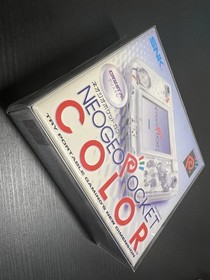 SNK
ネオジオポケットカラー
NEOGEO POCKET
COLOR
TRY PORTABLE GAMING'S NEW DIMENSION